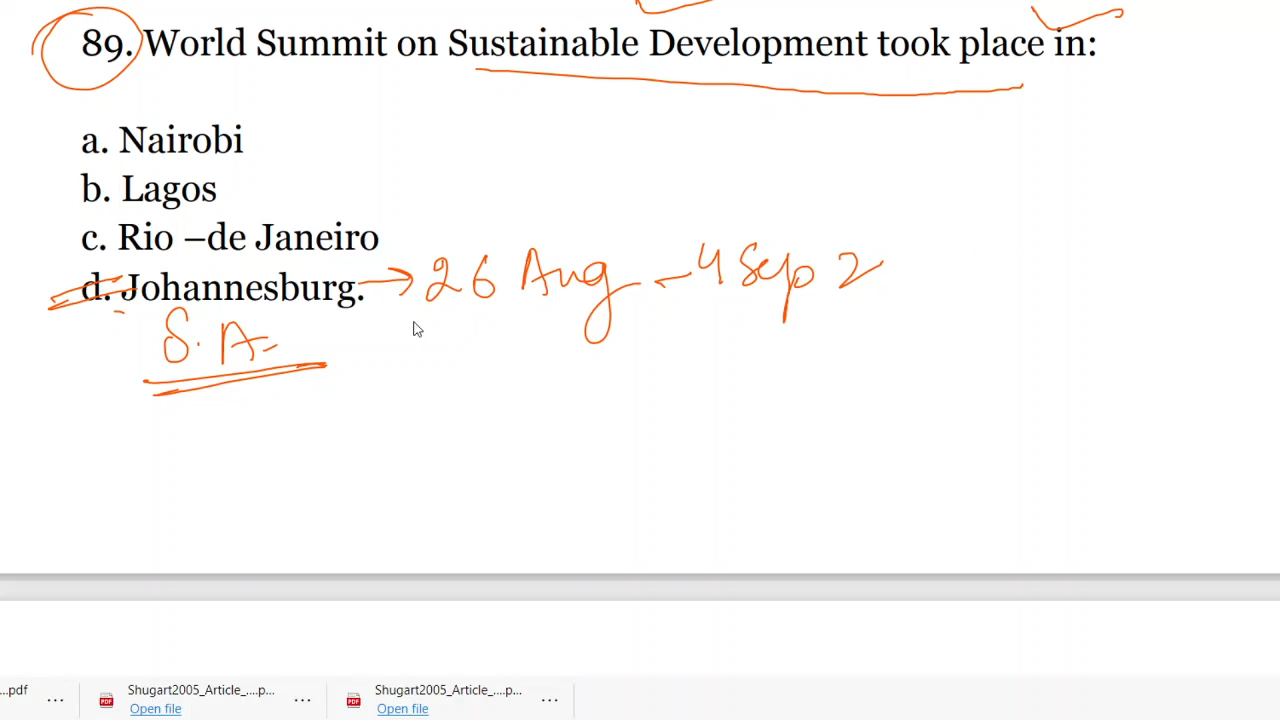 89. World Summit on Sustainable Development took place in:
a. Nairobi
b. Lagos
c. Rio –de Janeiro
d. Johannesburg. → 26 Aug - 4 Sep 2
S. A
...pdf ... Shugart2005_Article_....p... ... Shugart2005_Article_....p... ...
Open file Open file